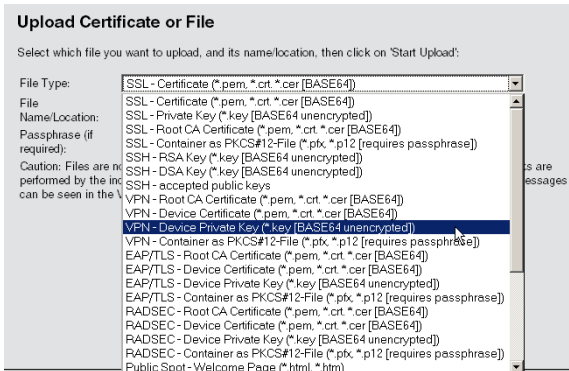 Upload Certificate or File
Select which file you want to upload, and its name/location, then click on 'Start Upload':
File Type:
SSL - Certificate (*.pem, *.crt. *.cer [BASE64])
File
Name/Location:
Passphrase (if
required):
Caution: Files are no
performed by the inc
can be seen in the V
SSL - Certificate (*.pem, *.crt. *.cer [BASE64])
SSL - Private Key (*.key [BASE64 unencrypted])
SSL - Root CA Certificate (*.pem, *.crt. *.cer [BASE64])
SSL - Container as PKCS#12-File (*.pfx, *.p12 [requires passphrase])
SSH - RSA Key (*.key [BASE64 unencrypted])
SSH - DSA Key (*.key [BASE64 unencrypted])
SSH - accepted public keys
VPN - Root CA Certificate (*.pem, *.crt. *.cer [BASE64])
VPN - Device Certificate (*.pem, *.crt. *.cer [BASE64])
VPN - Device Private Key (*.key [BASE64 unencrypted])
VPN - Container as PKCS#12-File (*.pfx, *.p12 [requires passphrase])
EAP/TLS - Root CA Certificate (*.pem, *.crt. *.cer [BASE64])
EAP/TLS - Device Certificate (*.pem, *.crt. *.cer [BASE64])
EAP/TLS - Device Private Key (*.key [BASE64 unencrypted])
EAP/TLS - Container as PKCS#12-File (*.pfx, *.p12 [requires passphrase])
RADSEC - Root CA Certificate (*.pem, *.crt. *.cer [BASE64])
RADSEC - Device Certificate (*.pem, *.crt. *.cer [BASE64])
RADSEC - Device Private Key (*.key [BASE64 unencrypted])
RADSEC - Container as PKCS#12-File (*.pfx, *.p12 [requires passphrase])
Public Spot - Welcome Page (*.html, *.htm)
ks are
essages